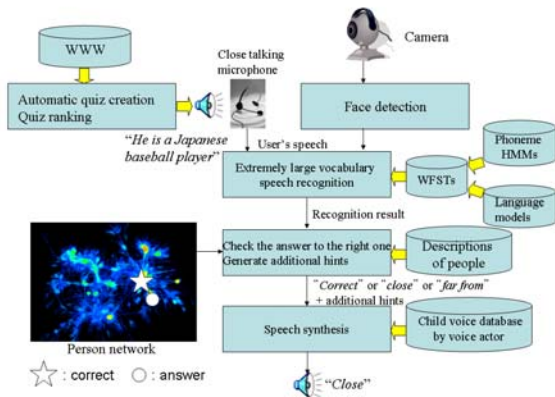 WWW
Automatic quiz creation
Quiz ranking
"He is a Japanese
baseball player"
Close talking
microphone
Camera
Face detection
User's speech
Extremely large vocabulary
speech recognition
WFSTs
Phoneme
HMMs
Language
models
Recognition result
Check the answer to the right one
Generate additional hints
Descriptions
of people
"Correct" or "close" or "far from"
+ additional hints
Speech synthesis
Child voice database
by voice actor
"Close"
Person network
: correct
: answer